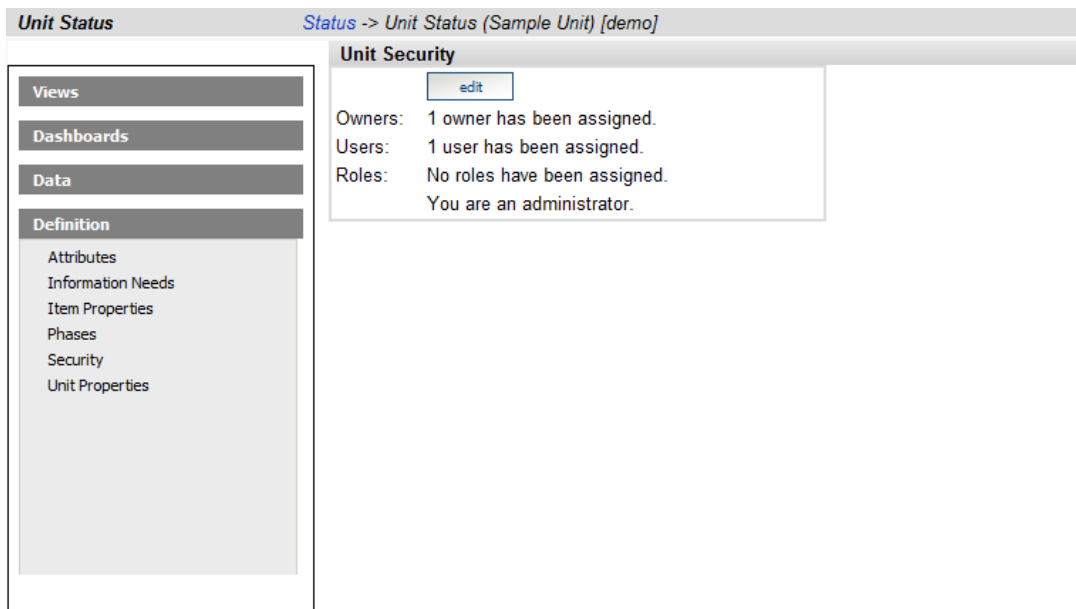 Unit Status
Status -> Unit Status (Sample Unit) [demo]
Unit Security
Views
Dashboards
Data
Definition
Attributes
Information Needs
Item Properties
Phases
Security
Unit Properties
edit
Owners: 1 owner has been assigned.
Users: 1 user has been assigned.
Roles: No roles have been assigned.
You are an administrator.